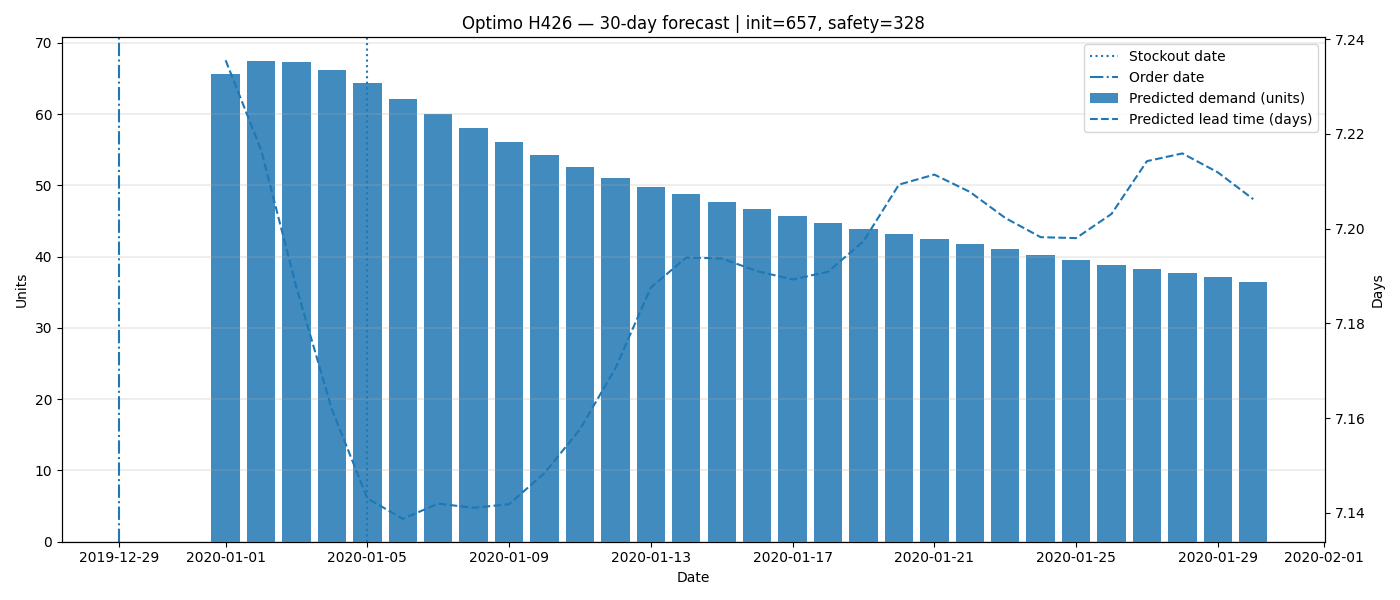 Optimo H426 — 30-day forecast | init=657, safety=328
Stockout date
Order date
Predicted demand (units)
Predicted lead time (days)
Units
70
60
50
40
30
20
10
0
7.24
7.22
7.20
7.18
7.16
7.14
Days
2019-12-29 2020-01-01 2020-01-05 2020-01-09 2020-01-13 2020-01-17 2020-01-21 2020-01-25 2020-01-29 2020-02-01
Date